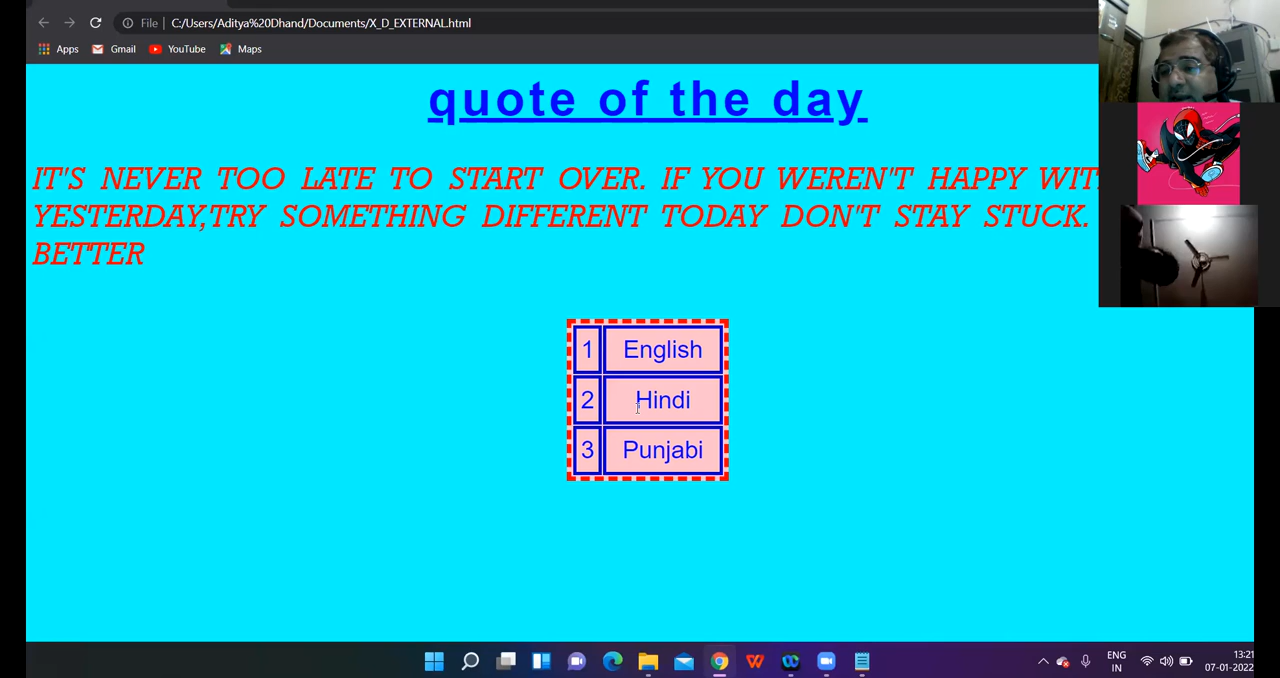 File
C:/Users/Aditya%20Dhand/Documents/X_D_EXTERNAL.html
Apps Gmail YouTube Maps
quote of the day
IT'S NEVER TOO LATE TO START OVER. IF YOU WEREN'T HAPPY
YESTERDAY,TRY SOMETHING DIFFERENT TODAY DON'T STAY STUCK.
BETTER
1 English
2 Hindi
3 Punjabi
ENG
IN
13:21
07-01-2022